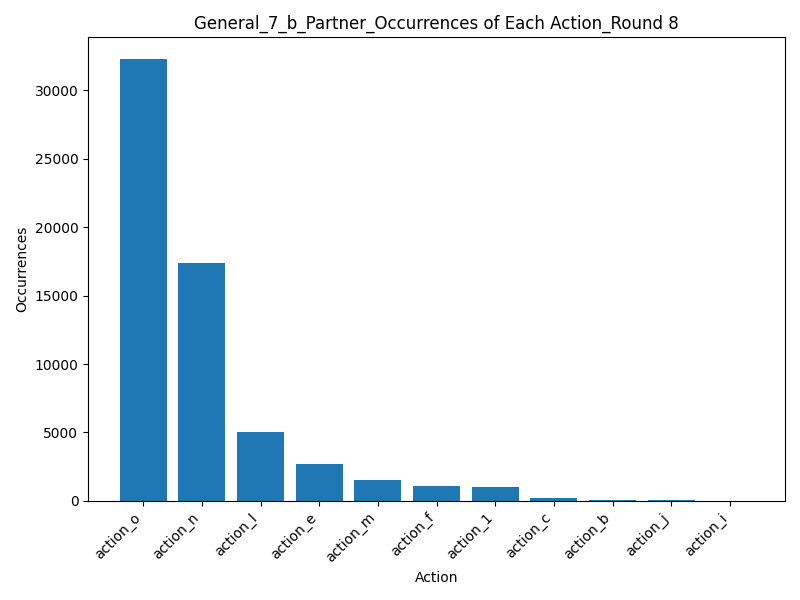 General_7_b_Partner_Occurrences of Each Action_Round 8
30000
25000
20000
15000
10000
5000
0
Occurrences
action_o
action_n
action_l
action_e
action_m
action_f
action_1
action_c
action_b
action_j
action_i
Action